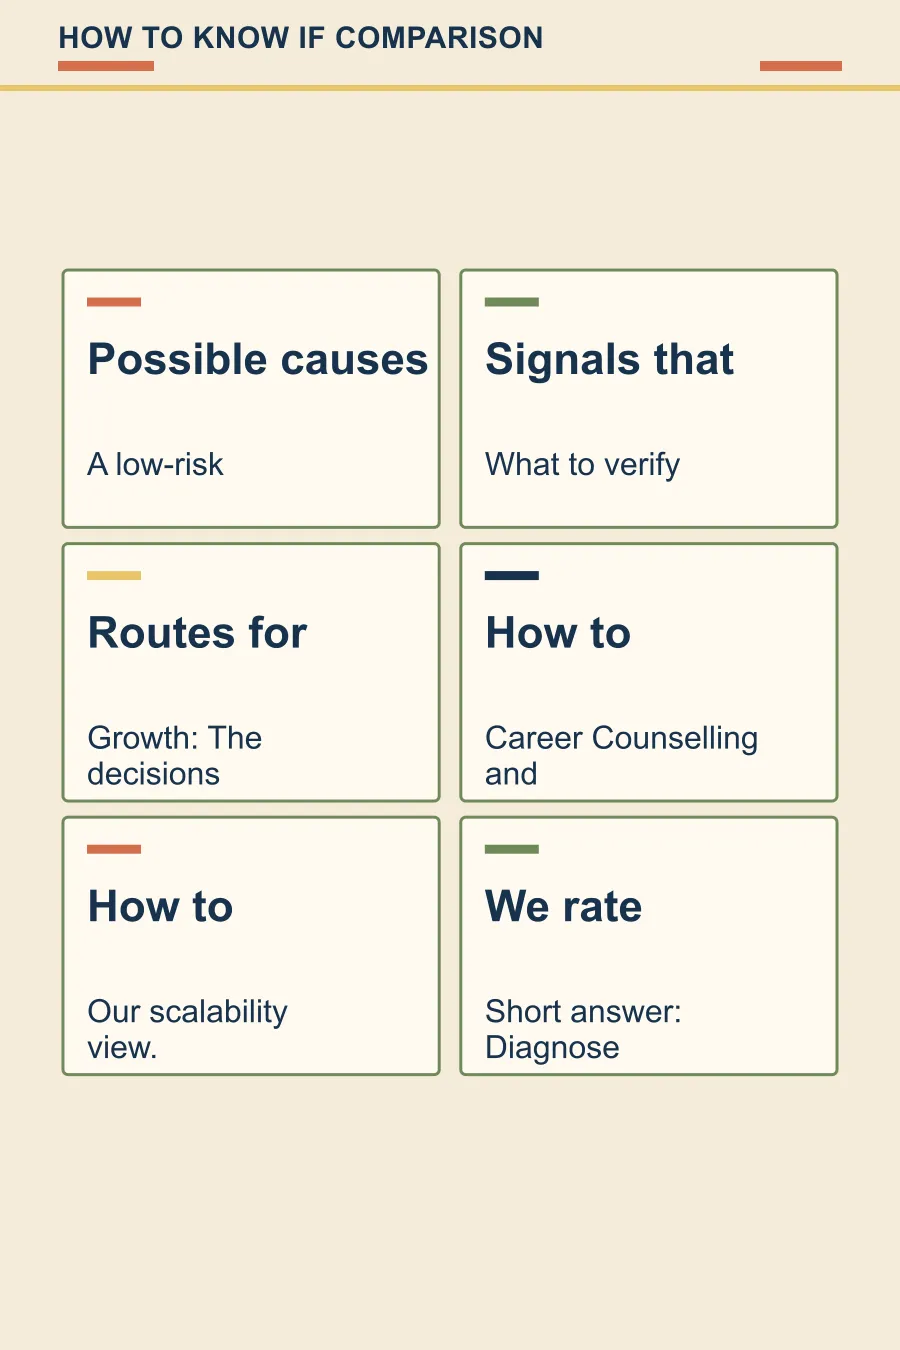 HOW TO KNOW IF COMPARISON
Possible causes
A low-risk
Signals that
What to verify
Routes for
Growth: The
decisions
How to
Career Counselling
and
How to
Our scalability
view.
We rate
Short answer:
Diagnose